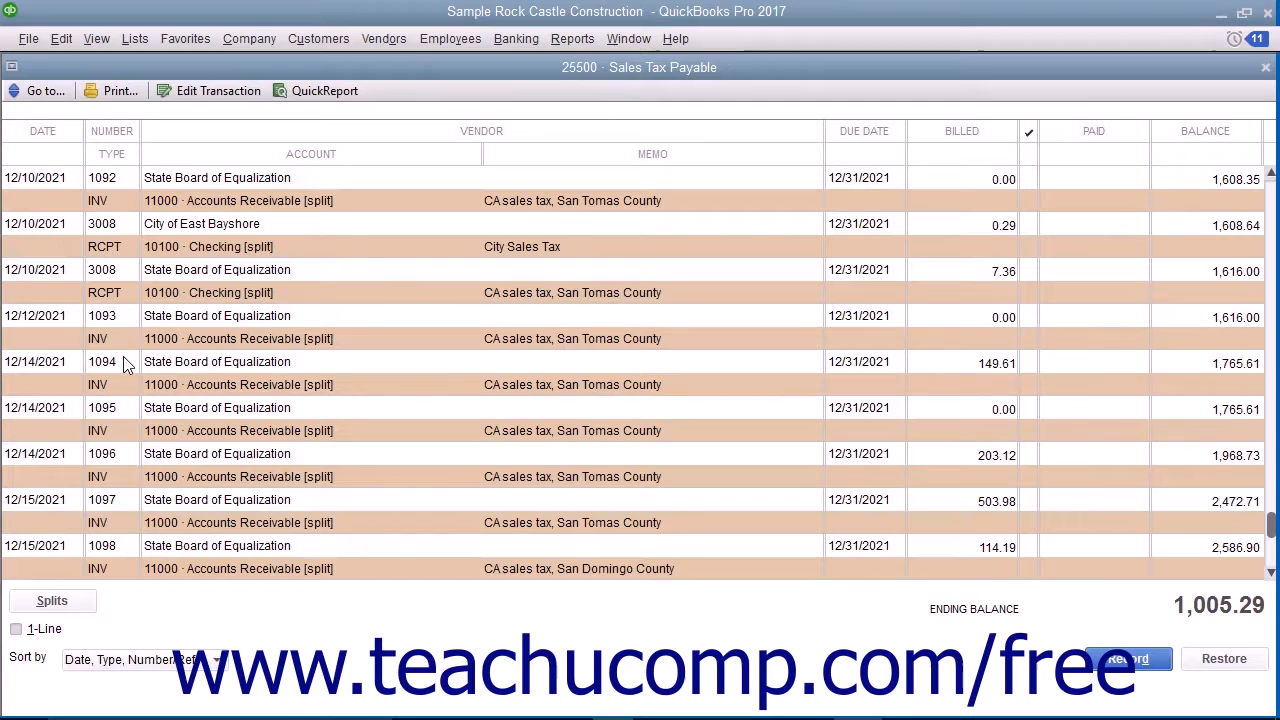 qb Sample Rock Castle Construction - QuickBooks Pro 2017
File Edit View Lists Favorites Company Customers Vendors Employees Banking Reports Window Help 11
25500 · Sales Tax Payable
Go to... Print... Edit Transaction QuickReport
DATE NUMBER VENDOR DUE DATE BILLED ✓ PAID BALANCE
TYPE ACCOUNT MEMO
12/10/2021 1092 State Board of Equalization 12/31/2021 0.00 1,608.35
INV 11000 · Accounts Receivable [split] CA sales tax, San Tomas County
12/10/2021 3008 City of East Bayshore 12/31/2021 0.29 1,608.64
RCPT 10100 · Checking [split] City Sales Tax
12/10/2021 3008 State Board of Equalization 12/31/2021 7.36 1,616.00
RCPT 10100 · Checking [split] CA sales tax, San Tomas County
12/12/2021 1093 State Board of Equalization 12/31/2021 0.00 1,616.00
INV 11000 · Accounts Receivable [split] CA sales tax, San Tomas County
12/14/2021 1094 State Board of Equalization 12/31/2021 149.61 1,765.61
INV 11000 · Accounts Receivable [split] CA sales tax, San Tomas County
12/14/2021 1095 State Board of Equalization 12/31/2021 0.00 1,765.61
INV 11000 · Accounts Receivable [split] CA sales tax, San Tomas County
12/14/2021 1096 State Board of Equalization 12/31/2021 203.12 1,968.73
INV 11000 · Accounts Receivable [split] CA sales tax, San Tomas County
12/15/2021 1097 State Board of Equalization 12/31/2021 503.98 2,472.71
INV 11000 · Accounts Receivable [split] CA sales tax, San Tomas County
12/15/2021 1098 State Board of Equalization 12/31/2021 114.19 2,586.90
INV 11000 · Accounts Receivable [split] CA sales tax, San Domingo County
Splits ENDING BALANCE 1,005.29
1-Line
Sort by Date, Type, Number/Ref Record Restore
www.teachucomp.com/free